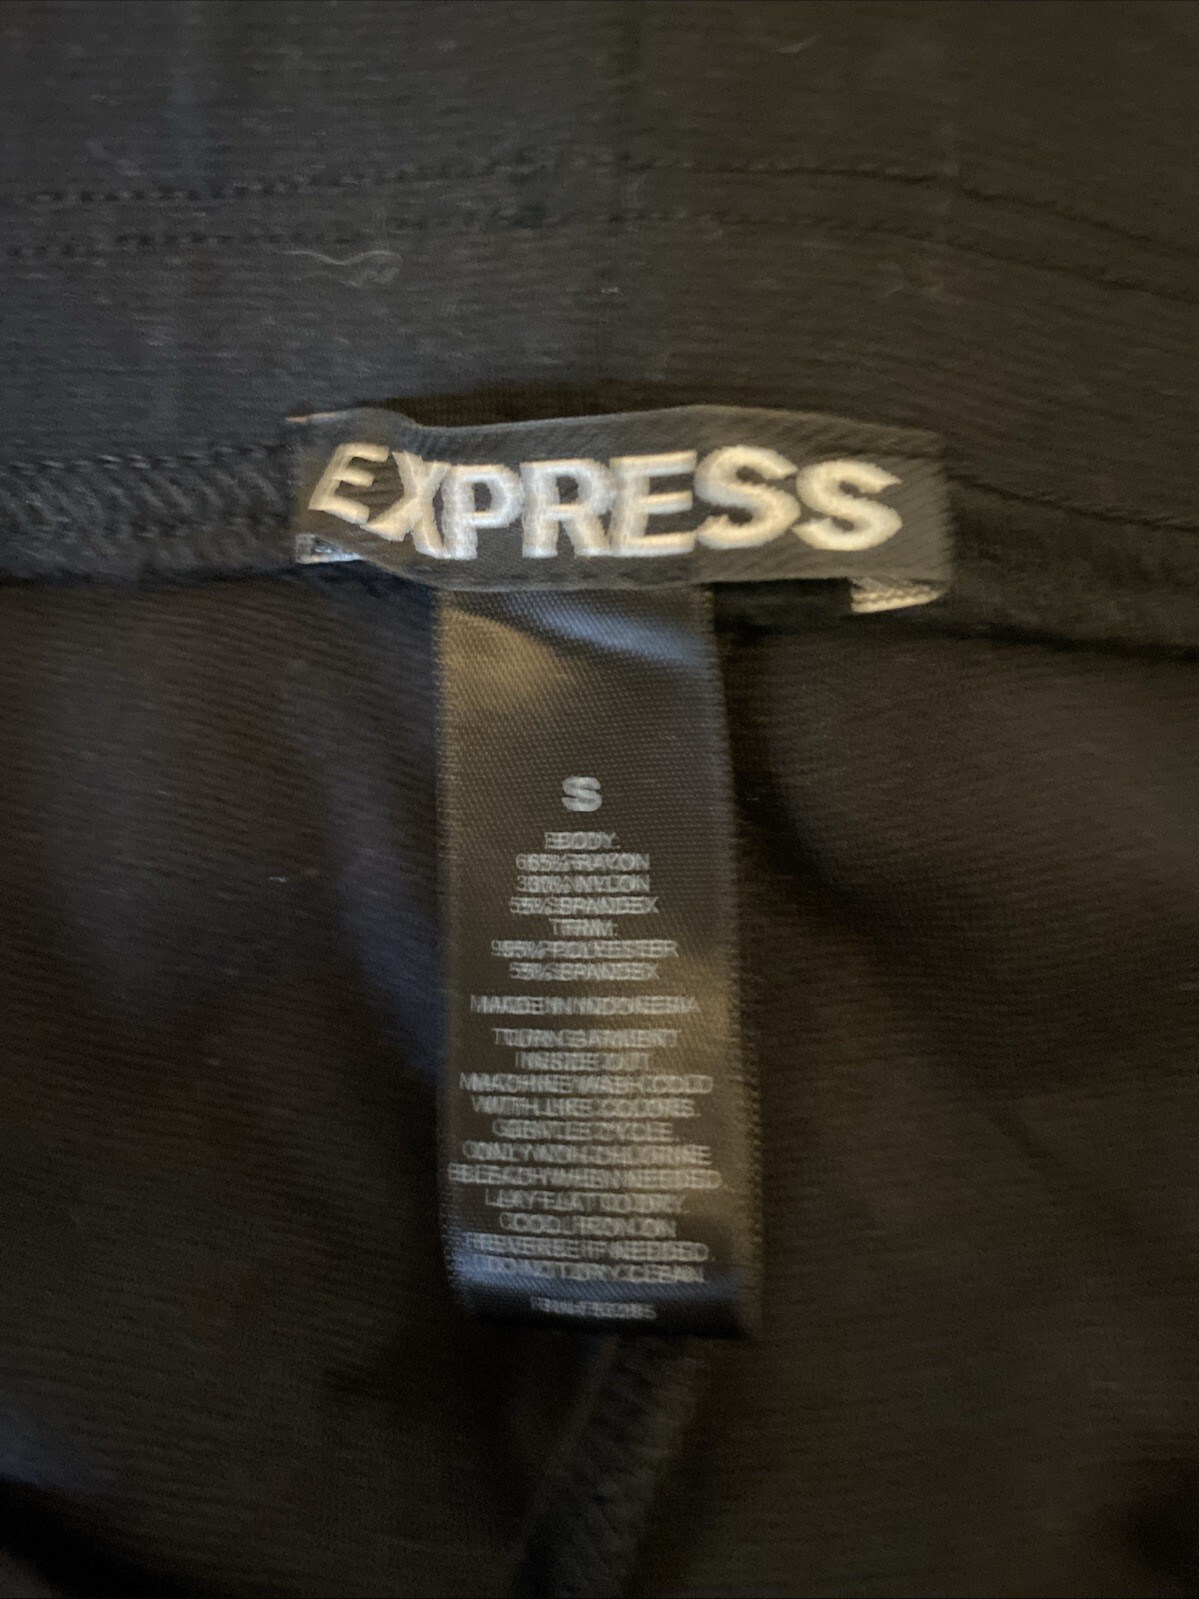 EXPRESS
S
BODY:
65% RAYON
30% NYLON
5% SPANDEX
TRIM:
95% POLYESTER
5% SPANDEX
MADE IN INDONESIA
TURN GARMENT
INSIDE OUT
MACHINE WASH COLD
WITH LIKE COLORS.
GENTLE CYCLE.
ONLY NON-CHLORINE
BLEACH WHEN NEEDED.
LAY FLAT TO DRY.
COOL IRON ON
REVERSE IF NEEDED.
DO NOT DRY CLEAN